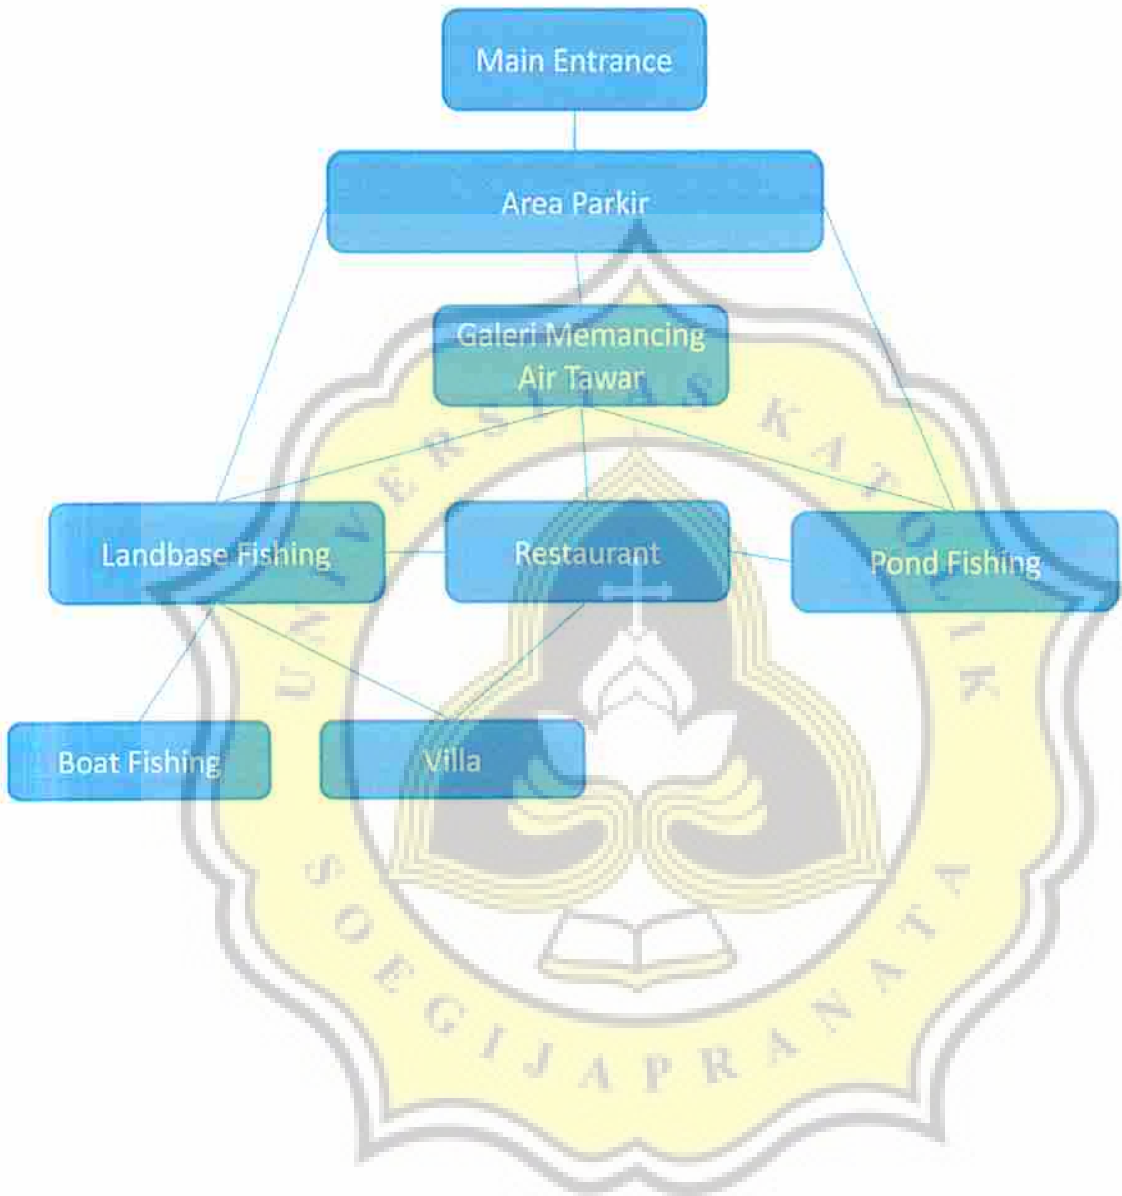 Main Entrance
Area Parkir
Galeri Memancing
Air Tawar
Landbase Fishing
Restaurant
Pond Fishing
Boat Fishing
Villa
UNIVERSITAS KATOLIK
SOEGIJAPRANATA